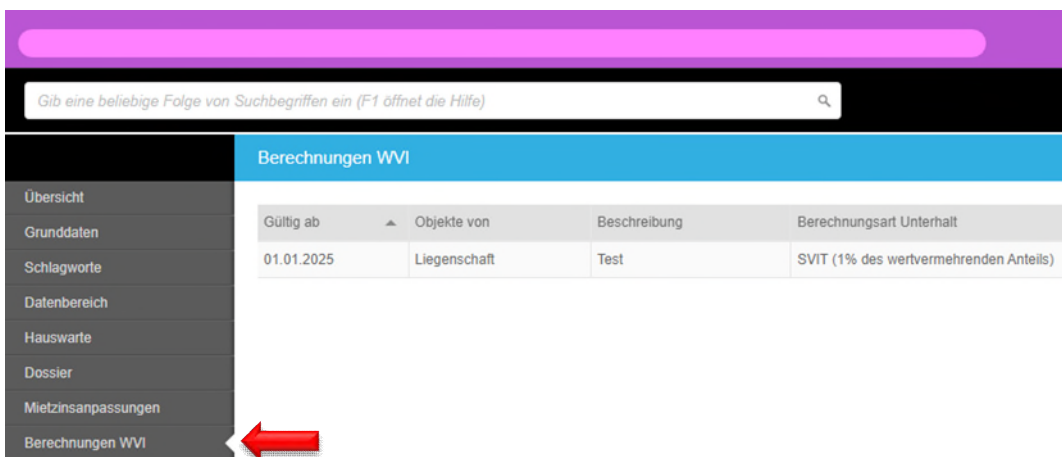 Gib eine beliebige Folge von Suchbegriffen ein (F1 öffnet die Hilfe)
Berechnungen WVI
Übersicht
Grunddaten
Schlagworte
Datenbereich
Hauswarte
Dossier
Mietzinsanpassungen
Berechnungen WVI
Gültig ab Objekte von Beschreibung Berechnungsart Unterhalt
01.01.2025 Liegenschaft Test SVIT (1% des wertvermehrenden Anteils)